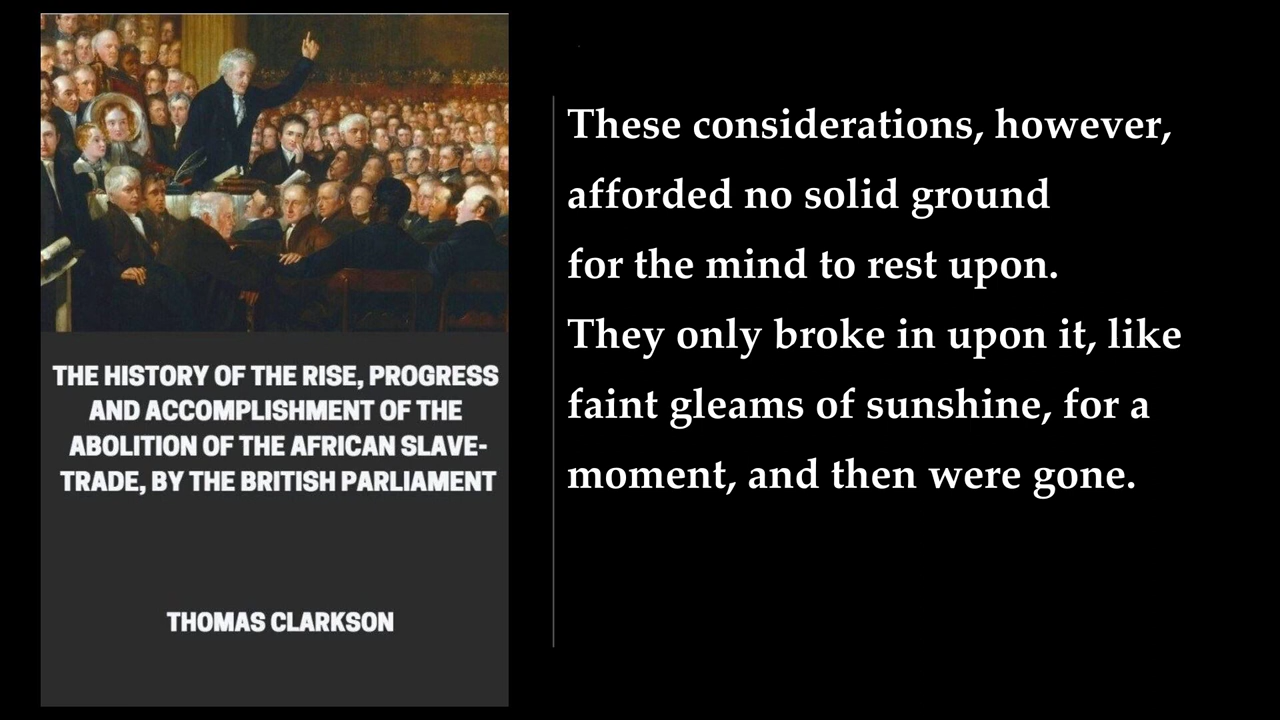 THE HISTORY OF THE RISE, PROGRESS
AND ACCOMPLISHMENT OF THE
ABOLITION OF THE AFRICAN SLAVE-
TRADE, BY THE BRITISH PARLIAMENT
THOMAS CLARKSON
These considerations, however,
afforded no solid ground
for the mind to rest upon.
They only broke in upon it, like
faint gleams of sunshine, for a
moment, and then were gone.